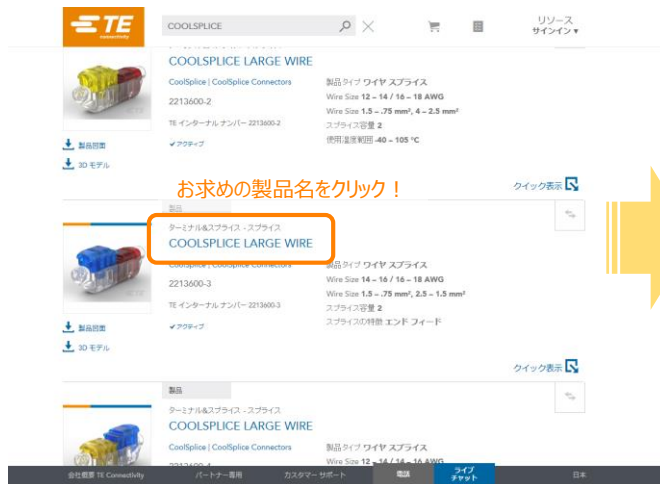 TE
connectivity
COOLSPLICE
リソース
サインイン ▾
COOLSPLICE LARGE WIRE
CoolSplice | CoolSplice Connectors
2213600-2
TE インターナル ナンバー 2213600-2
✔アクティブ
製品タイプ ワイヤ スプライス
Wire Size 12 – 14 / 16 – 18 AWG
Wire Size 1.5 – .75 mm², 4 – 2.5 mm²
スプライス容量 2
使用温度範囲 -40 – 105 °C
製品図面
3D モデル
お求めの製品名をクリック！
クイック表示
製品
ターミナル&スプライス - スプライス
COOLSPLICE LARGE WIRE
CoolSplice | CoolSplice Connectors
2213600-3
TE インターナル ナンバー 2213600-3
✔アクティブ
製品タイプ ワイヤ スプライス
Wire Size 14 – 16 / 16 – 18 AWG
Wire Size 1.5 – .75 mm², 2.5 – 1.5 mm²
スプライス容量 2
スプライスの特徴 エンド フィード
製品図面
3D モデル
クイック表示
製品
ターミナル&スプライス - スプライス
COOLSPLICE LARGE WIRE
CoolSplice | CoolSplice Connectors
2213600-4
製品タイプ ワイヤ スプライス
Wire Size 12 – 14 / 14 – 16 AWG
会社概要 TE Connectivity
パートナー専用
カスタマー サポート
電話
ライブ
チャット
日本